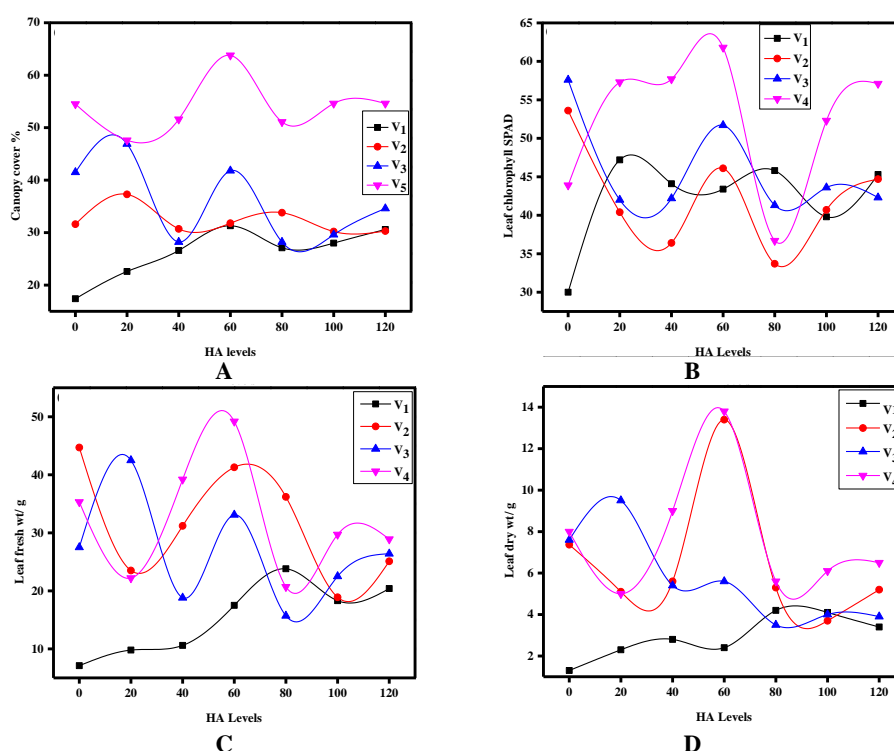 70
60
50
40
30
20
0 20 40 60 80 100 120
Canopy cover %
HA levels
V1
V2
V3
V5
A
65
60
55
50
45
40
35
30
0 20 40 60 80 100 120
Leaf chlorophyll SPAD
HA Levels
V1
V2
V3
V4
B
50
40
30
20
10
0 20 40 60 80 100 120
Leaf fresh wt/ g
HA Levels
V1
V2
V3
V4
C
14
12
10
8
6
4
2
0 20 40 60 80 100 120
Leaf dry wt/ g
HA Levels
D